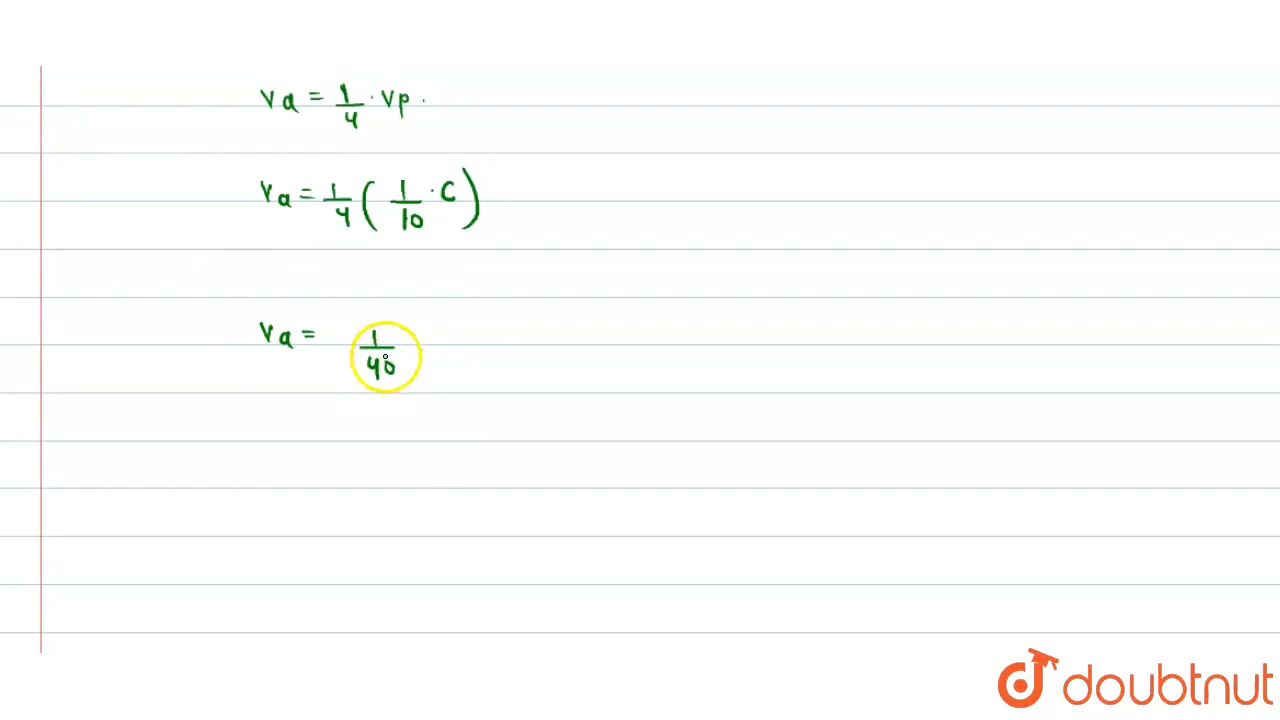 Va = 1/4 · Vp ·
Va = 1/4 ( 1/10 · C )
Va = 1/40
doubtnut